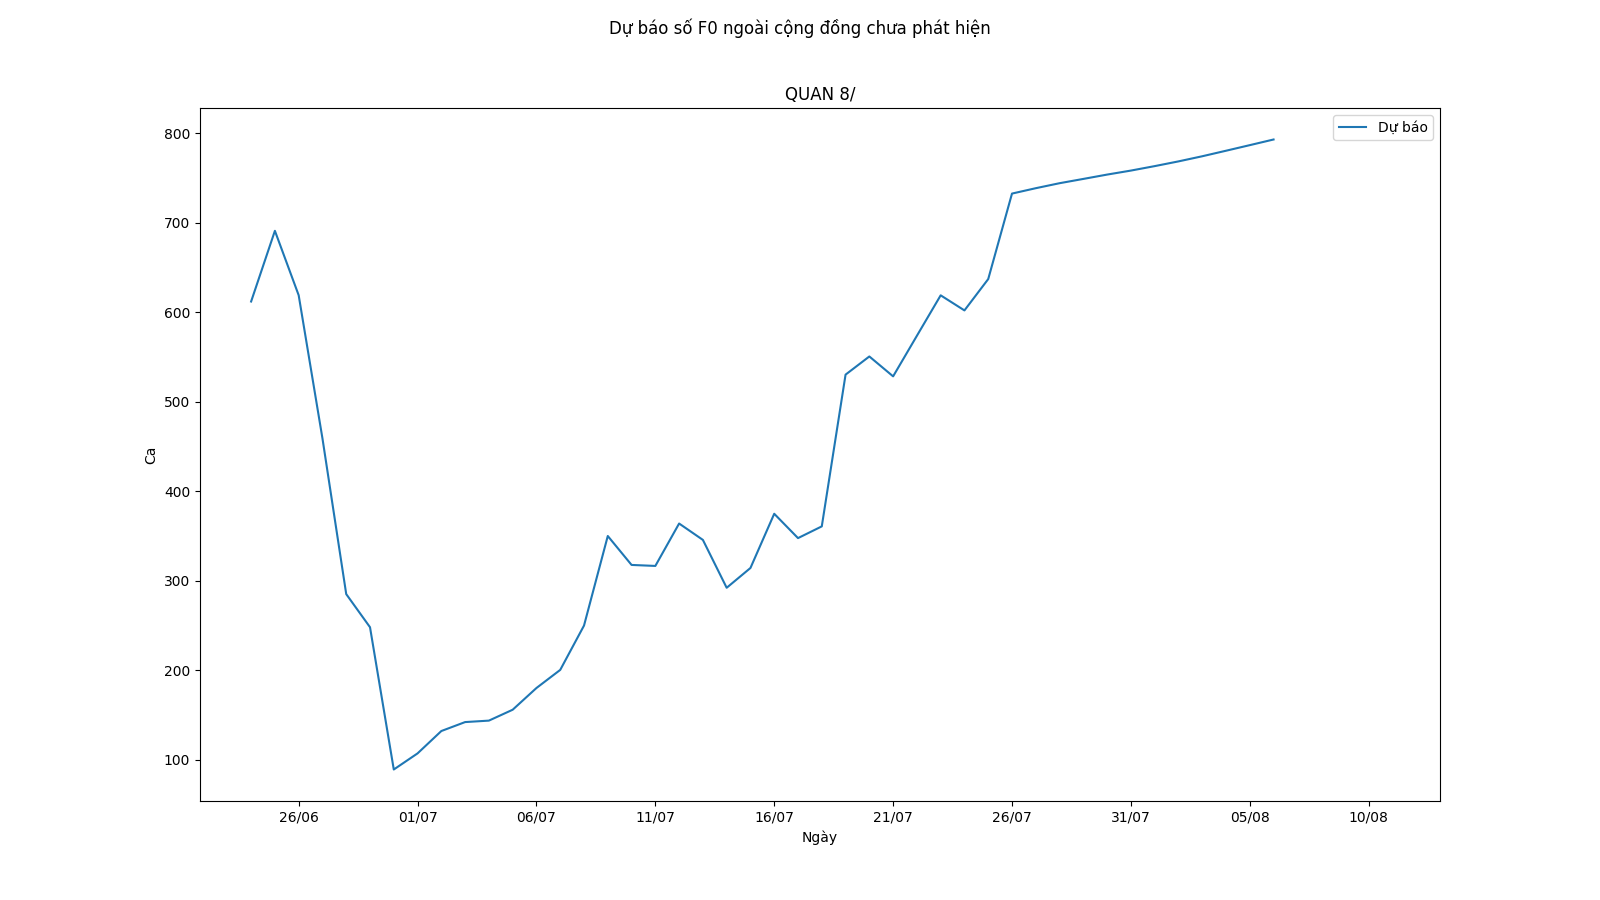 Dự báo số F0 ngoài cộng đồng chưa phát hiện
QUAN 8/
Dự báo
800
700
600
500
400
300
200
100
Ca
26/06 01/07 06/07 11/07 16/07 21/07 26/07 31/07 05/08 10/08
Ngày